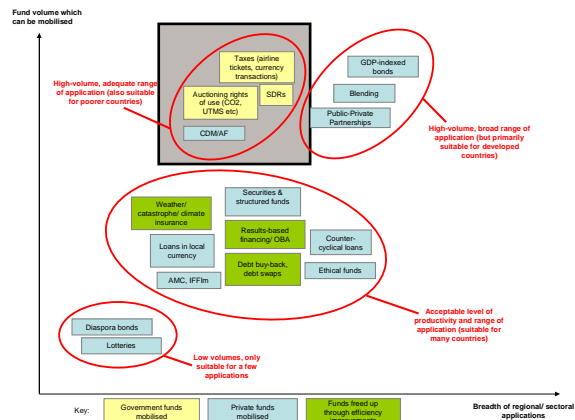 Fund volume which
can be mobilised
Taxes (airline
tickets, currency
transactions)
GDP-indexed
bonds
High-volume, adequate range
of application (also suitable
for poorer countries)
Auctioning rights
of use (CO2,
UTMS etc)
SDRs
Blending
CDM/AF
Public-Private
Partnerships
High-volume, broad range of
application (but primarily
suitable for developed
countries)
Weather/
catastrophe/ climate
insurance
Securities &
structured funds
Results-based
financing/ OBA
Loans in local
currency
Counter-
cyclical loans
Debt buy-back,
debt swaps
Ethical funds
AMC, IFFIm
Acceptable level of
productivity and range of
application (suitable for
many countries)
Diaspora bonds
Lotteries
Low volumes, only
suitable for a few
applications
Key:
Government funds
mobilised
Private funds
mobilised
Funds freed up
through efficiency
improvements
Breadth of regional/ sectoral
applications